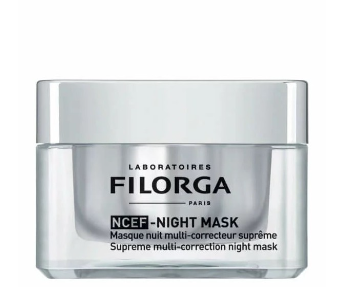 LABORATOIRES
FILORGA
PARIS
NCEF-NIGHT MASK
Masque nuit multi-correcteur suprême
Supreme multi-correction night mask